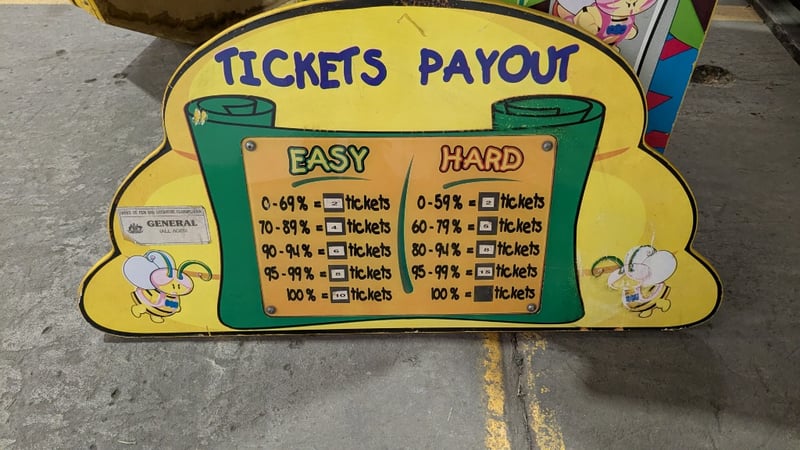 TICKETS PAYOUT
EASY
0-69% = 2 tickets
70-89% = 4 tickets
90-94% = 6 tickets
95-99% = 8 tickets
100% = 10 tickets
HARD
0-59% = 2 tickets
60-79% = 5 tickets
80-94% = 8 tickets
95-99% = 15 tickets
100% = tickets
GENERAL
(ALL AGES)